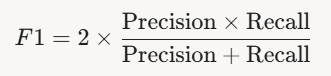 F1 = 2 × Precision × Recall / Precision + Recall